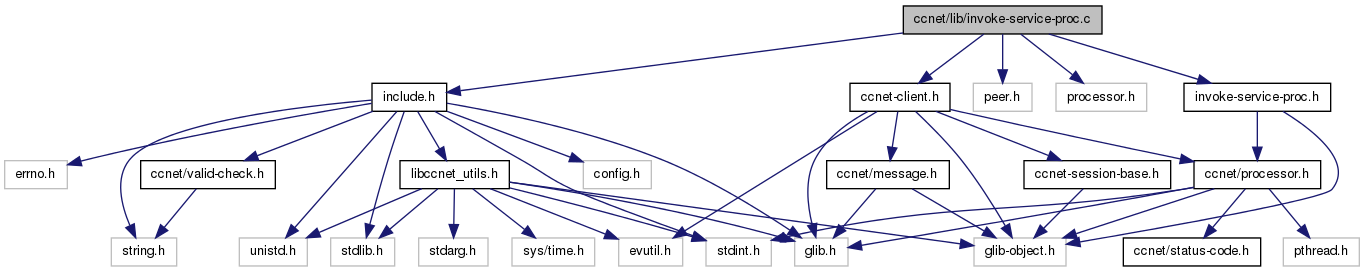 ccnet/lib/invoke-service-proc.c
include.h
ccnet-client.h
peer.h
processor.h
invoke-service-proc.h
errno.h
ccnet/valid-check.h
libccnet_utils.h
config.h
ccnet/message.h
ccnet-session-base.h
ccnet/processor.h
string.h
unistd.h
stdlib.h
stdarg.h
sys/time.h
evutil.h
stdint.h
glib.h
glib-object.h
ccnet/status-code.h
pthread.h